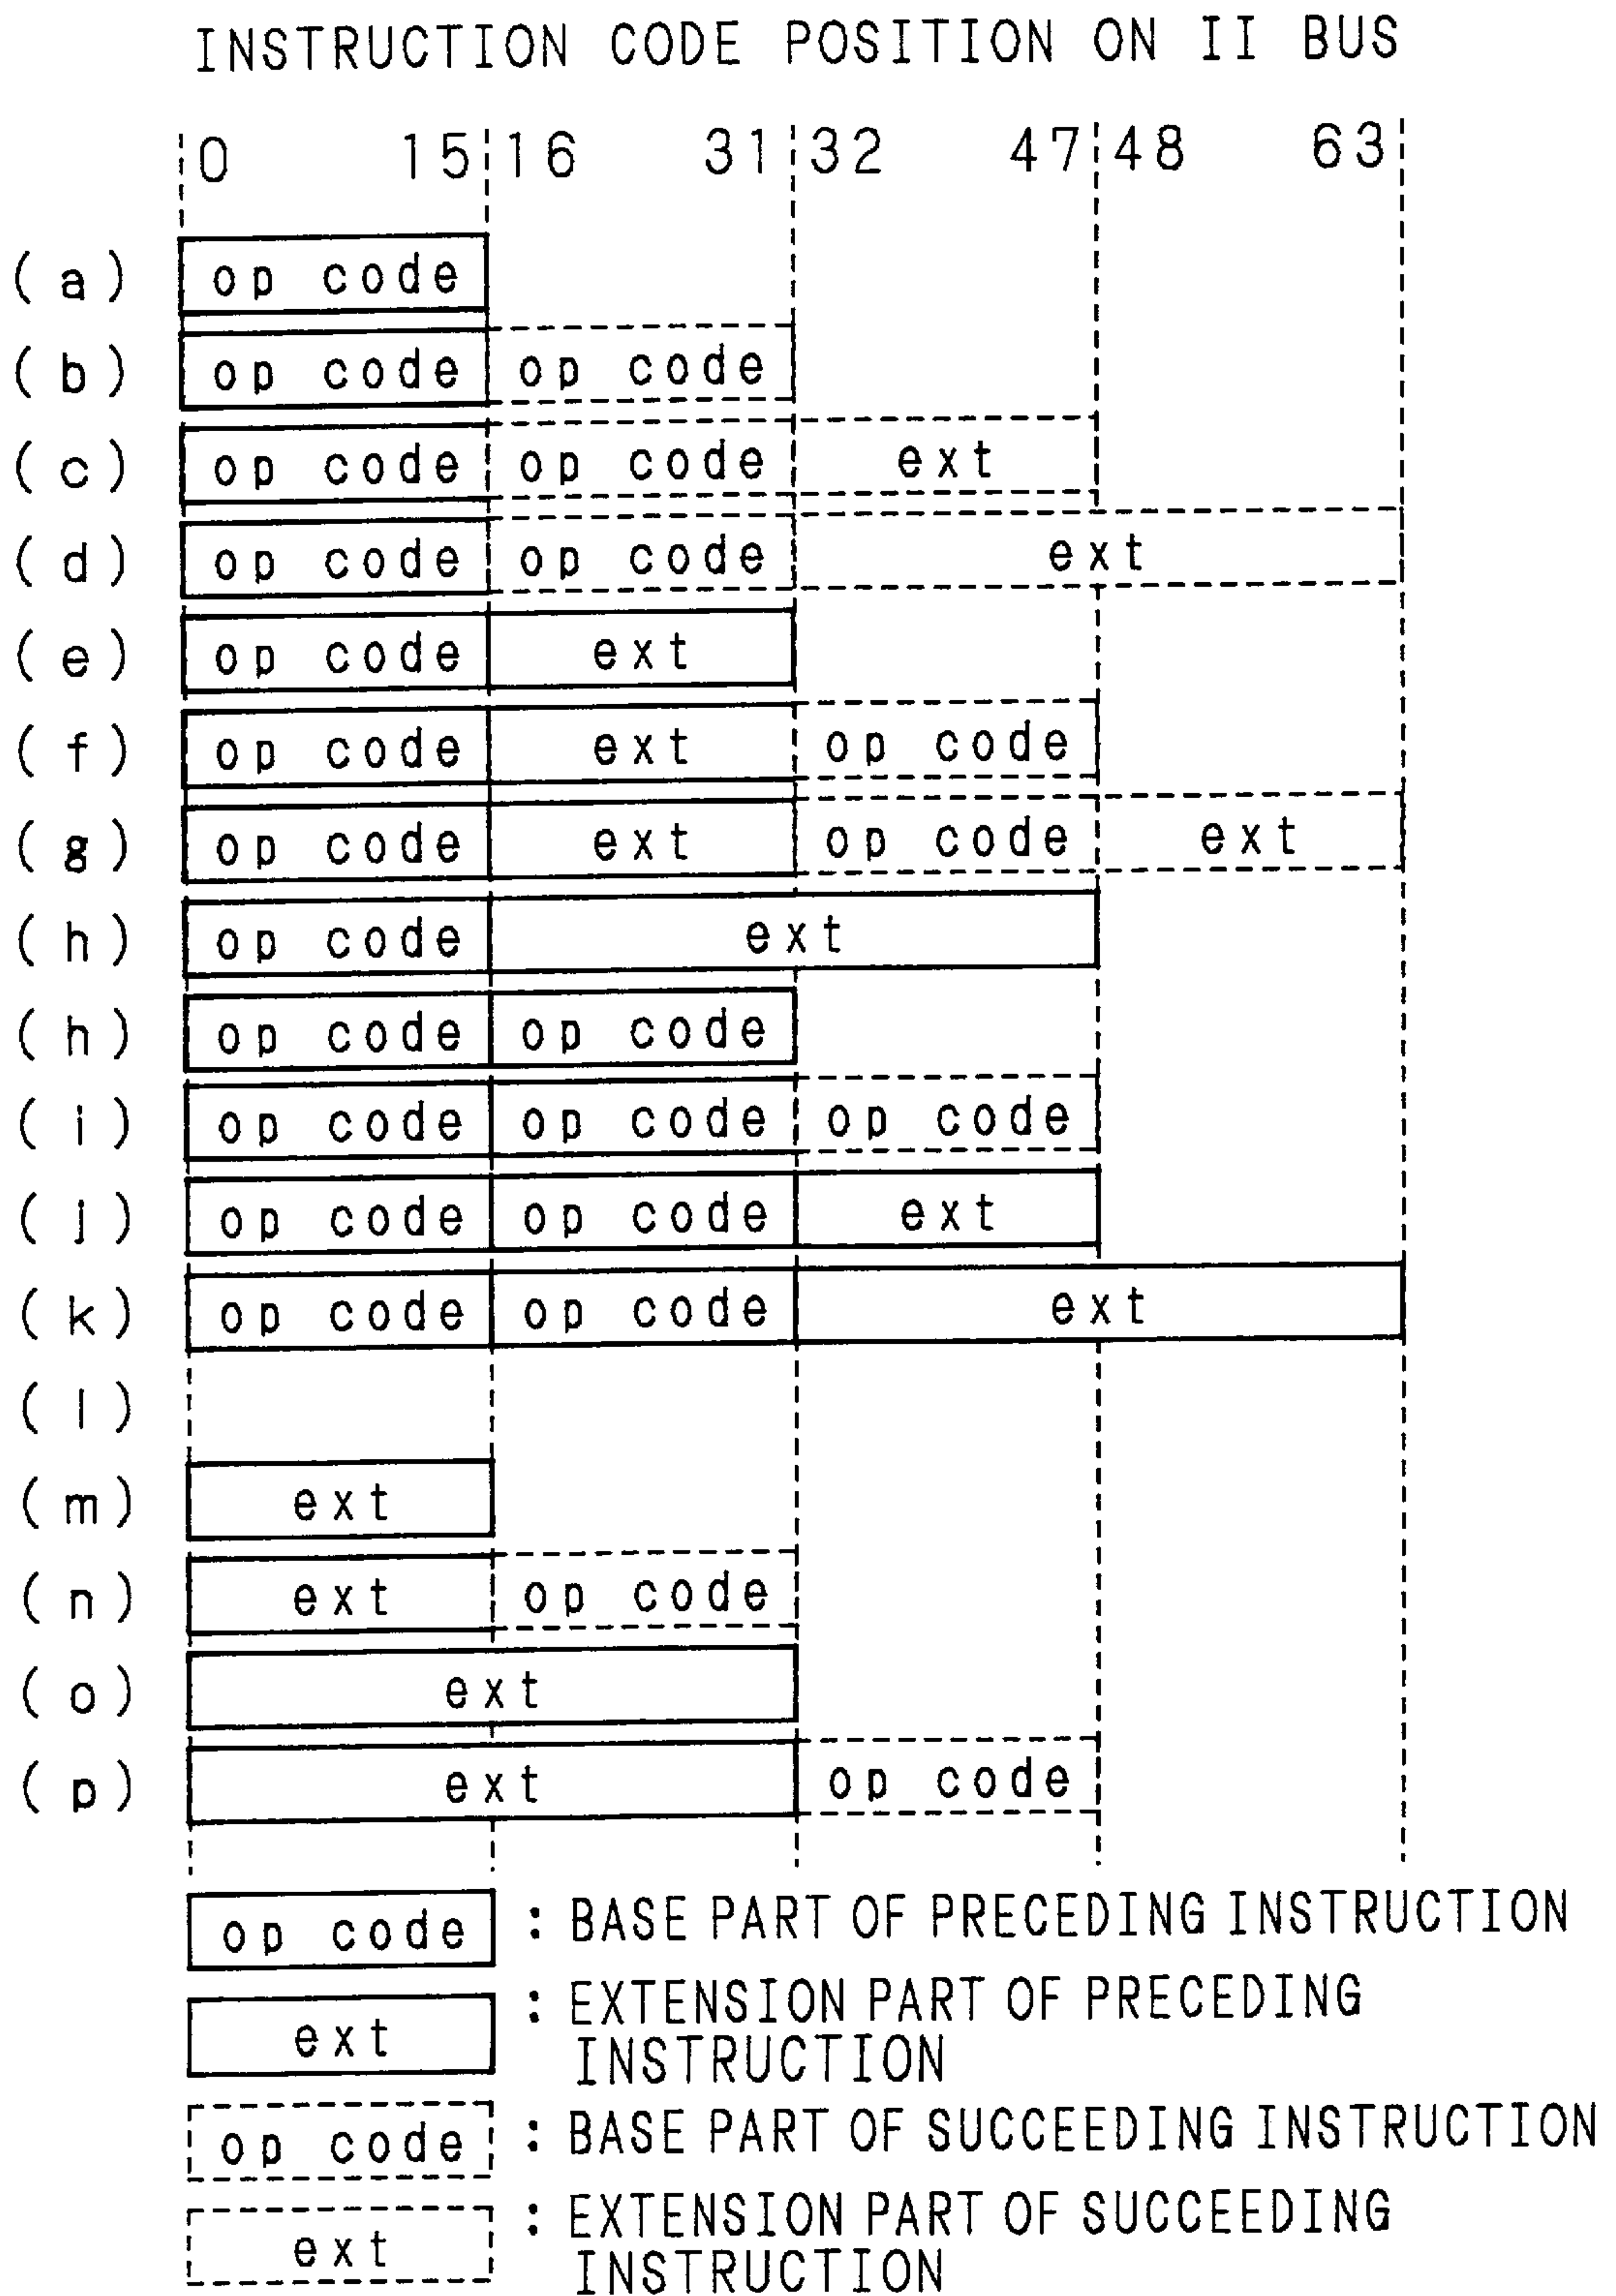 INSTRUCTION CODE POSITION ON II BUS
0 15 16 31 32 47 48 63
(a) op code
(b) op code op code
(c) op code op code ext
(d) op code op code ext
(e) op code ext
(f) op code ext op code
(g) op code ext op code ext
(h) op code ext
(h) op code op code
(i) op code op code op code
(j) op code op code ext
(k) op code op code ext
(l)
(m) ext
(n) ext op code
(o) ext
(p) ext op code
op code : BASE PART OF PRECEDING INSTRUCTION
ext : EXTENSION PART OF PRECEDING
INSTRUCTION
op code : BASE PART OF SUCCEEDING INSTRUCTION
ext : EXTENSION PART OF SUCCEEDING
INSTRUCTION